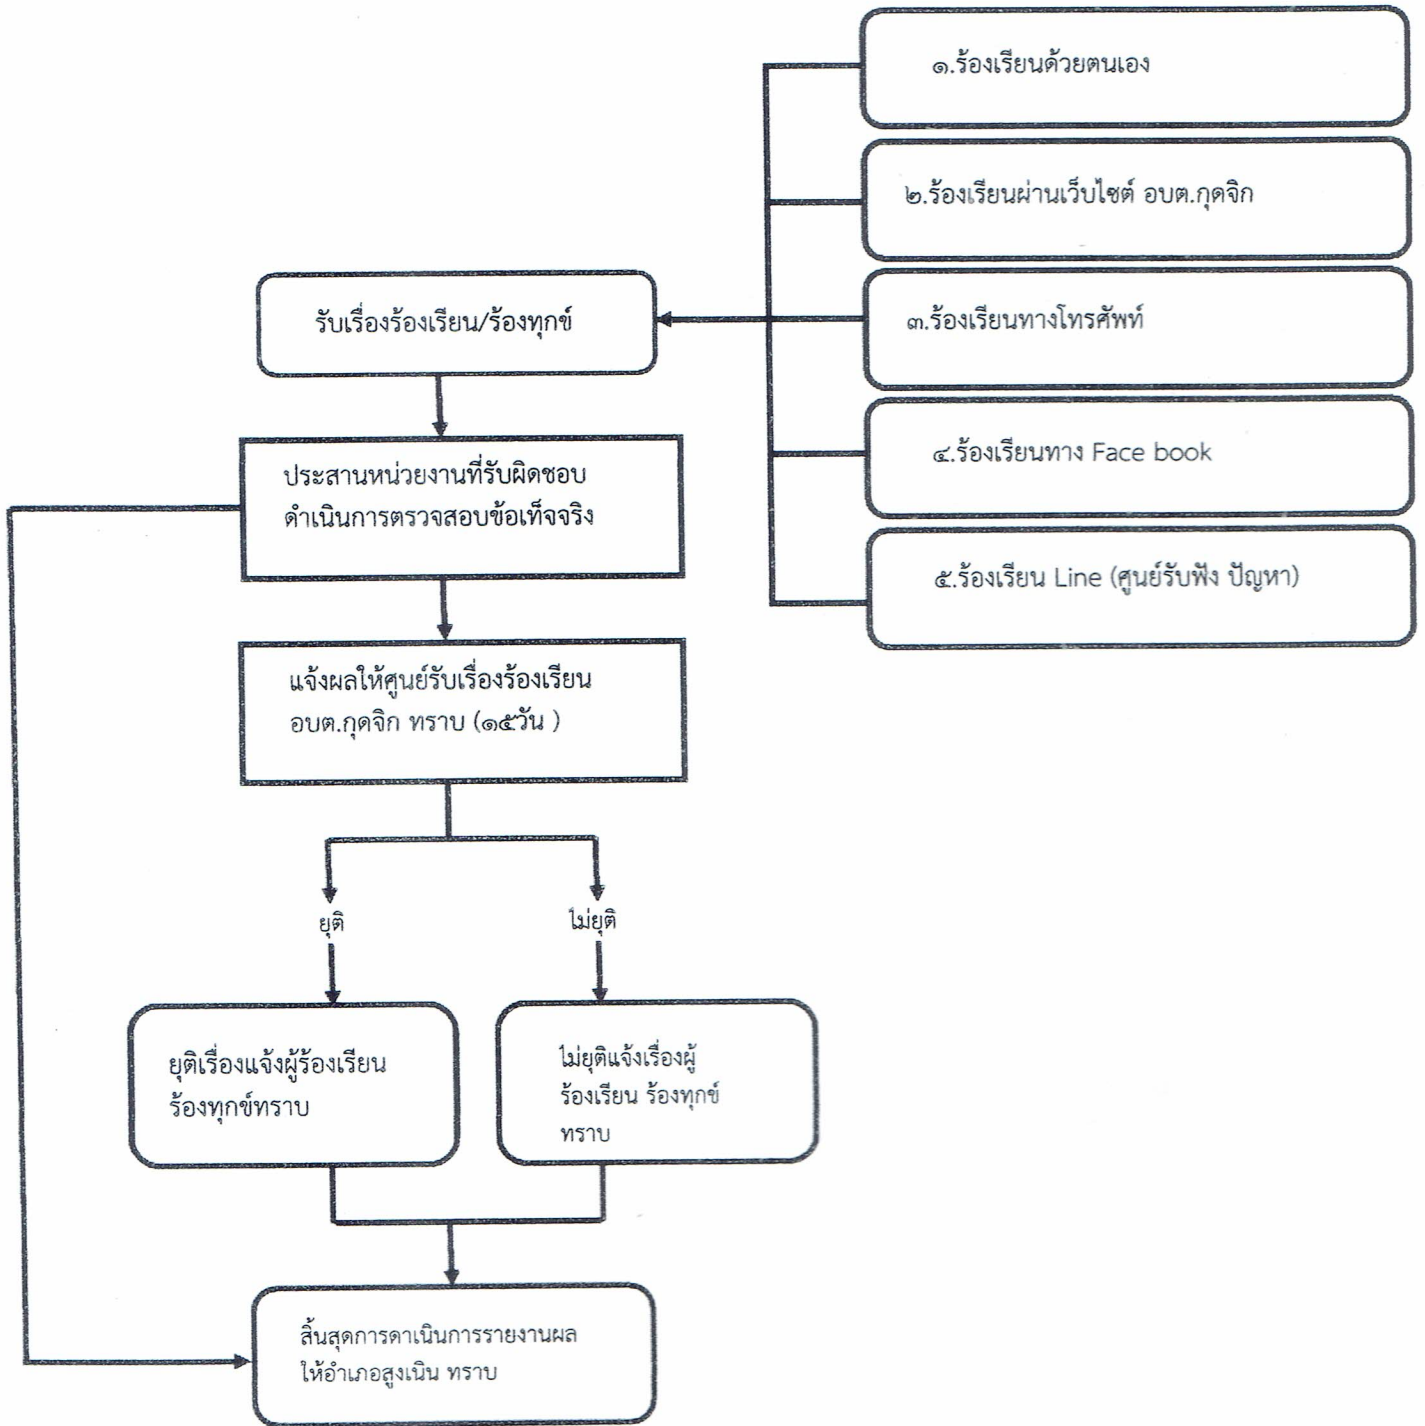 ๑.ร้องเรียนด้วยตนเอง
๒.ร้องเรียนผ่านเว็บไซต์ อบต.กุดจิก
๓.ร้องเรียนทางโทรศัพท์
๔.ร้องเรียนทาง Face book
๕.ร้องเรียน Line (ศูนย์รับฟัง ปัญหา)
รับเรื่องร้องเรียน/ร้องทุกข์
ประสานหน่วยงานที่รับผิดชอบ
ดำเนินการตรวจสอบข้อเท็จจริง
แจ้งผลให้ศูนย์รับเรื่องร้องเรียน
อบต.กุดจิก ทราบ (๑๕วัน )
ยุติ
ไม่ยุติ
ยุติเรื่องแจ้งผู้ร้องเรียน
ร้องทุกข์ทราบ
ไม่ยุติแจ้งเรื่องผู้
ร้องเรียน ร้องทุกข์
ทราบ
สิ้นสุดการดาเนินการรายงานผล
ให้อำเภอสูงเนิน ทราบ